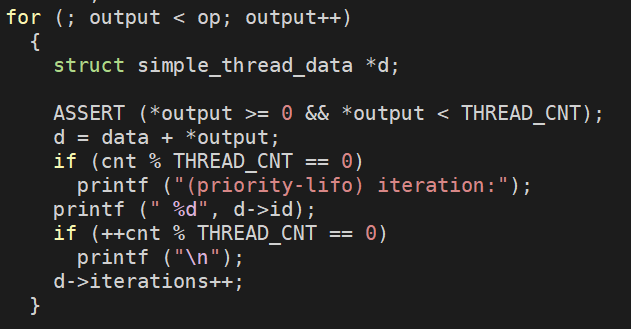 for (; output < op; output++)
{
struct simple_thread_data *d;
ASSERT (*output >= 0 && *output < THREAD_CNT);
d = data + *output;
if (cnt % THREAD_CNT == 0)
printf ("(priority-lifo) iteration:");
printf (" %d", d->id);
if (++cnt % THREAD_CNT == 0)
printf ("\n");
d->iterations++;
}